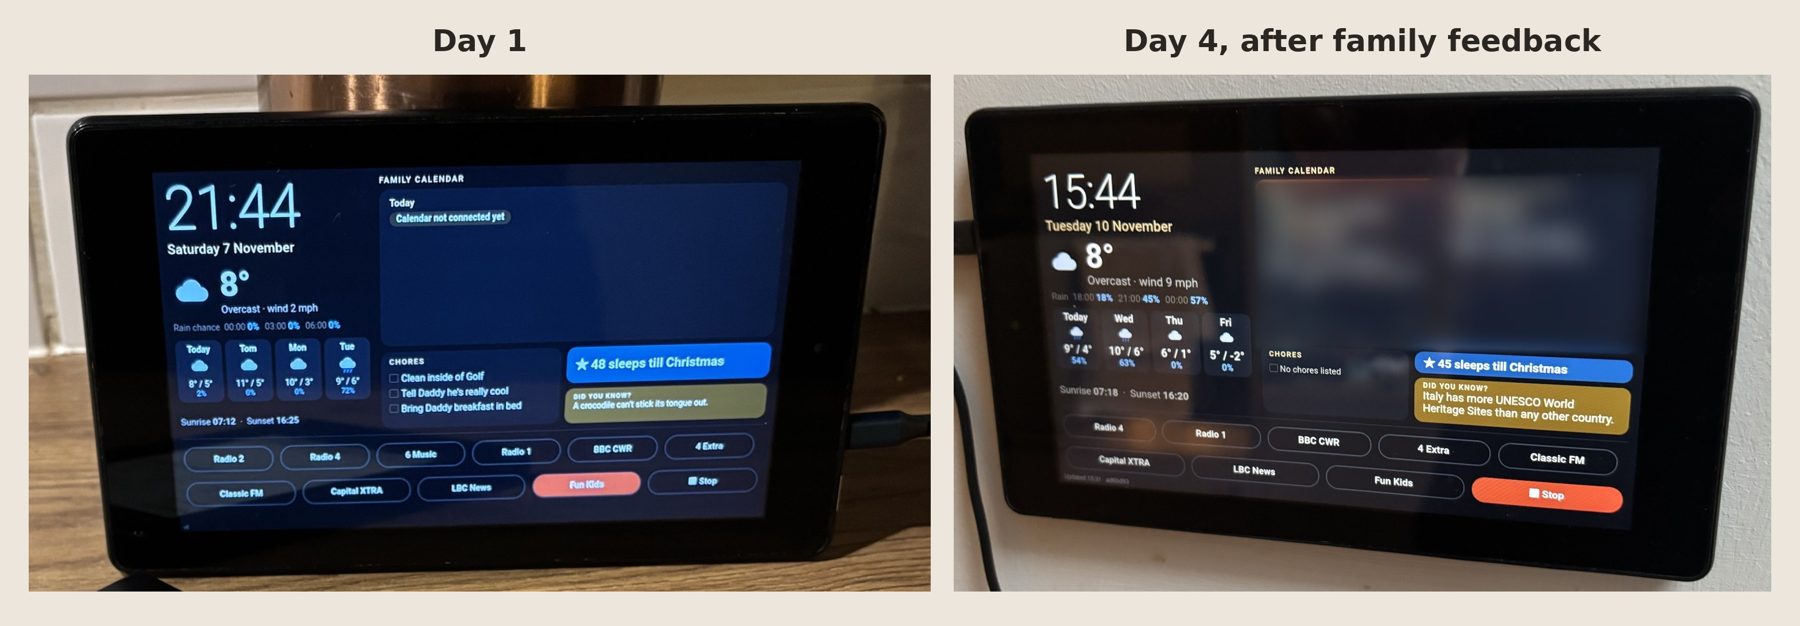 Day 1
21:44
Saturday 7 November
8°
Overcast · wind 2 mph
Rain chance 00:00 0% 03:00 0% 06:00 0%
Today Tom Mon Tue
8° / 5° 11° / 5° 10° / 3° 9° / 6°
2% 0% 0% 72%
Sunrise 07:12 · Sunset 16:25
FAMILY CALENDAR
Today
Calendar not connected yet
CHORES
Clean inside of Golf
Tell Daddy he's really cool
Bring Daddy breakfast in bed
48 sleeps till Christmas
DID YOU KNOW?
A crocodile can't stick its tongue out.
Radio 2 Radio 4 6 Music Radio 1 BBC CWR 4 Extra
Classic FM Capital XTRA LBC News Fun Kids Stop
Day 4, after family feedback
15:44
Tuesday 10 November
8°
Overcast · wind 9 mph
Rain 18:00 18% 21:00 45% 00:00 57%
Today Wed Thu Fri
9° / 4° 10° / 6° 6° / 1° 5° / -2°
54% 63% 0% 0%
Sunrise 07:18 · Sunset 16:20
FAMILY CALENDAR
CHORES
No chores listed
45 sleeps till Christmas
DID YOU KNOW?
Italy has more UNESCO World
Heritage Sites than any other country.
Radio 4 Radio 1 BBC CWR 4 Extra Classic FM
Capital XTRA LBC News Fun Kids Stop